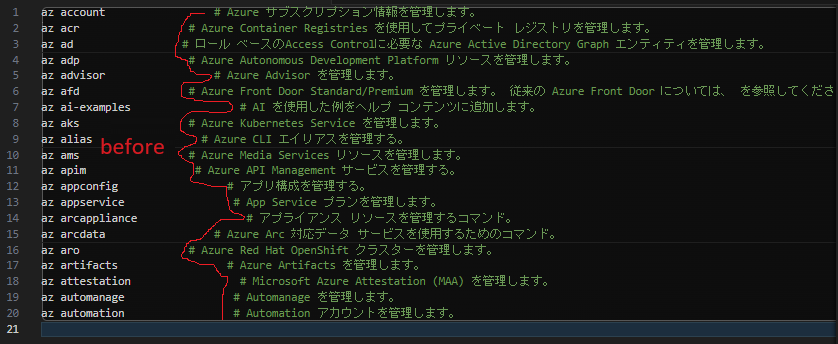 1 az account # Azure サブスクリプション情報を管理します。
2 az acr # Azure Container Registries を使用してプライベート レジストリを管理します。
3 az ad # ロール ベースのAccess Controlに必要な Azure Active Directory Graph エンティティを管理します。
4 az adp # Azure Autonomous Development Platform リソースを管理します。
5 az advisor # Azure Advisor を管理します。
6 az afd # Azure Front Door Standard/Premium を管理します。 従来の Azure Front Door については、 を参照してくださ
7 az ai-examples # AI を使用した例をヘルプ コンテンツに追加します。
8 az aks # Azure Kubernetes Service を管理します。
9 az alias # Azure CLI エイリアスを管理する。
10 az ams # Azure Media Services リソースを管理します。
11 az apim # Azure API Management サービスを管理する。
12 az appconfig # アプリ構成を管理する。
13 az appservice # App Service プランを管理します。
14 az arcappliance # アプライアンス リソースを管理するコマンド。
15 az arcdata # Azure Arc 対応データ サービスを使用するためのコマンド。
16 az aro # Azure Red Hat OpenShift クラスターを管理します。
17 az artifacts # Azure Artifacts を管理します。
18 az attestation # Microsoft Azure Attestation (MAA) を管理します。
19 az automanage # Automanage を管理します。
20 az automation # Automation アカウントを管理します。
21
before